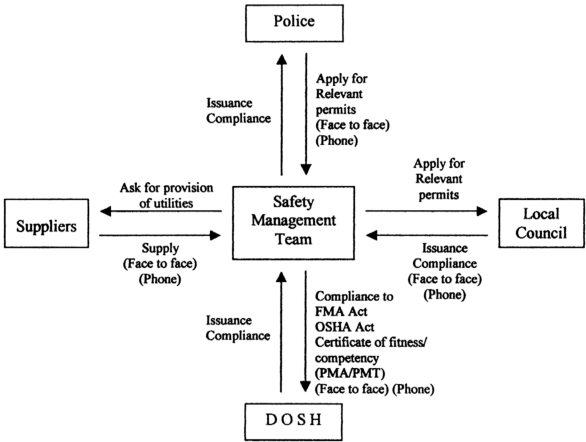 Police
Issuance
Compliance
Apply for
Relevant
permits
(Face to face)
(Phone)
Ask for provision
of utilities
Suppliers
Supply
(Face to face)
(Phone)
Safety
Management
Team
Apply for
Relevant
permits
Local
Council
Issuance
Compliance
(Face to face)
(Phone)
Issuance
Compliance
Compliance to
FMA Act
OSHA Act
Certificate of fitness/
competency
(PMA/PMT)
(Face to face) (Phone)
D O S H